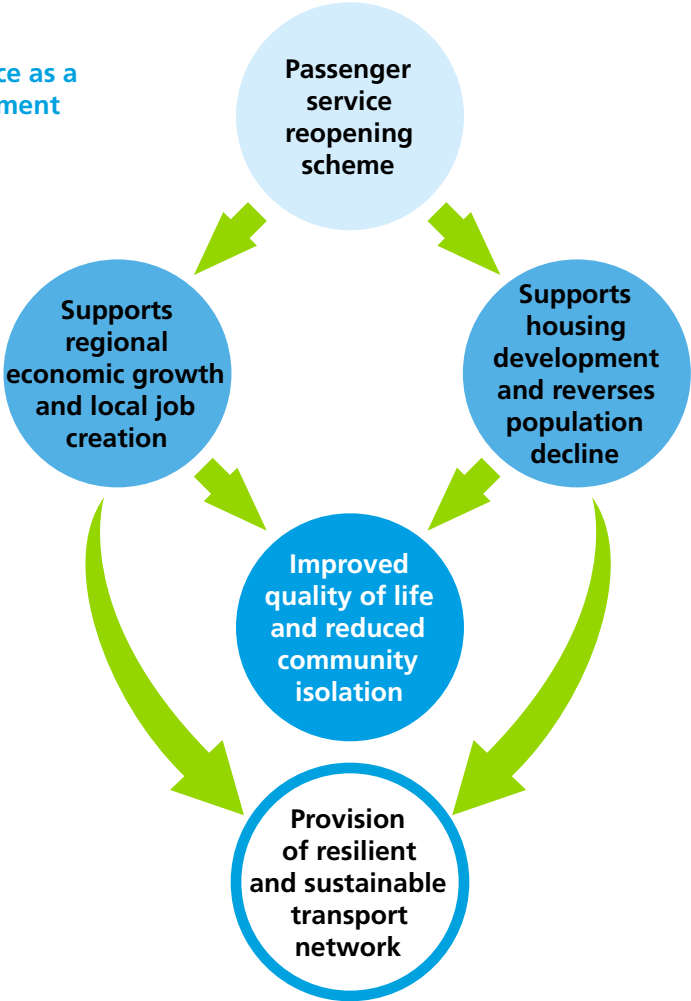 ce as a
ment
Passenger
service
reopening
scheme
Supports
regional
economic growth
and local job
creation
Supports
housing
development
and reverses
population
decline
Improved
quality of life
and reduced
community
isolation
Provision
of resilient
and sustainable
transport
network